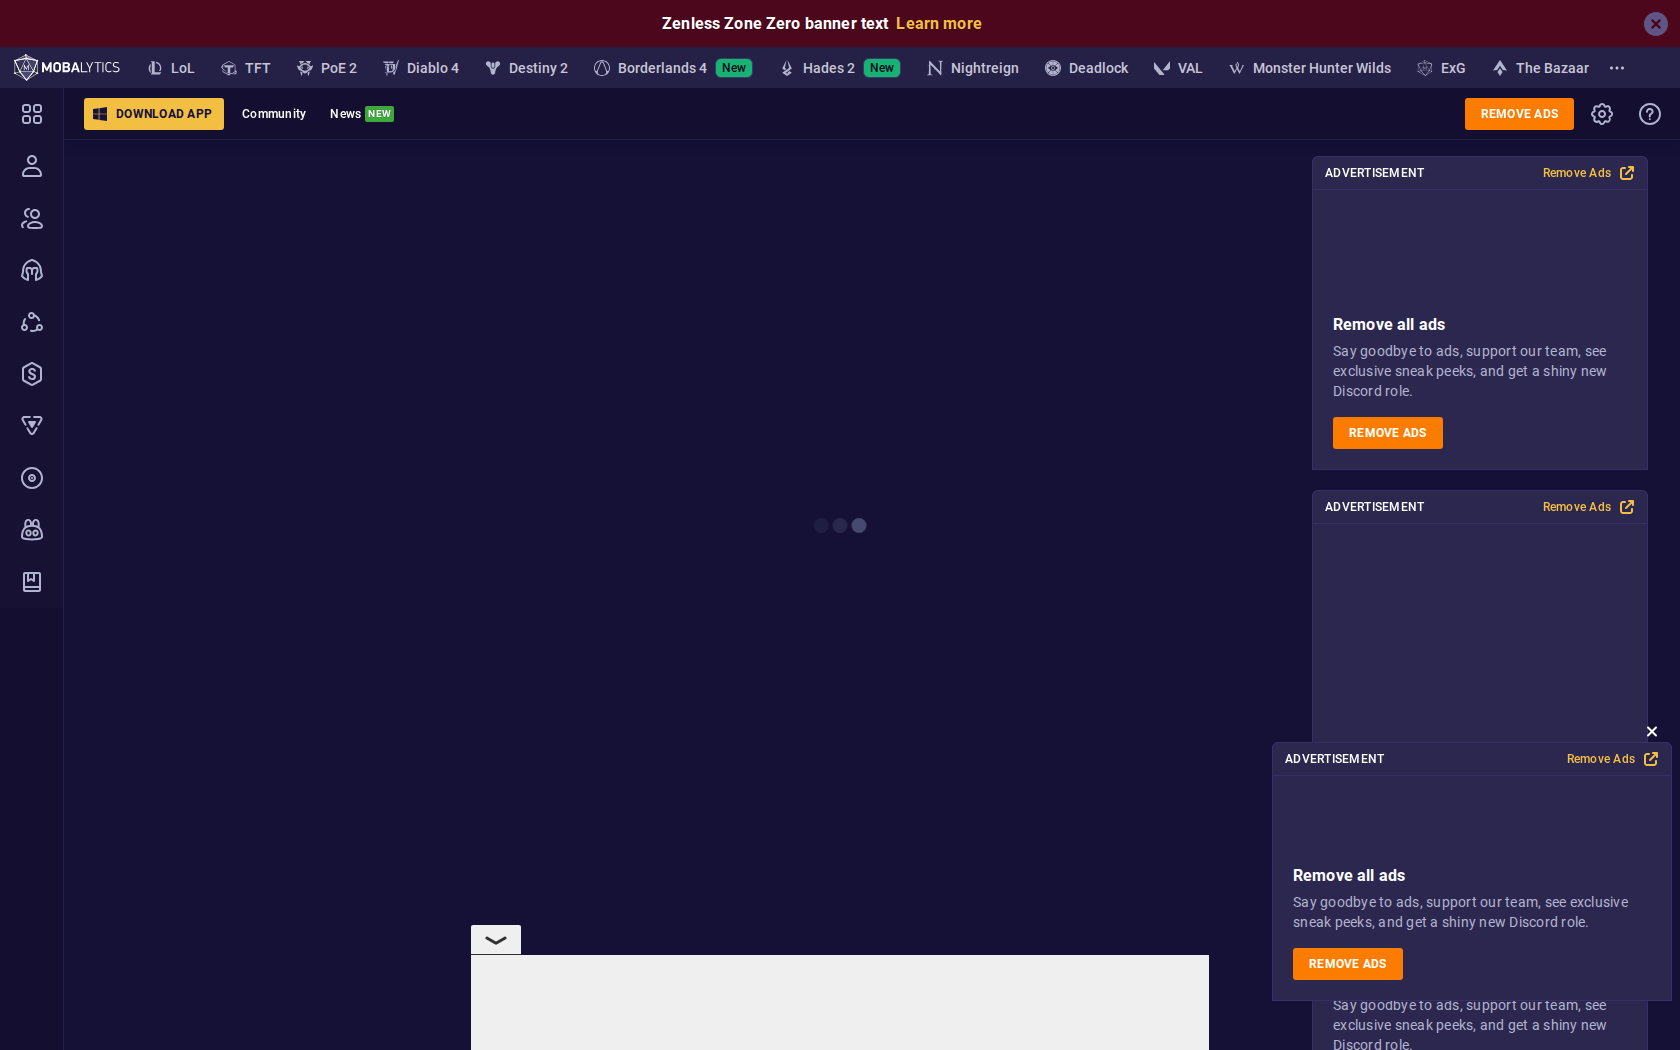 Zenless Zone Zero banner text Learn more
MOBALYTICS LoL TFT PoE 2 Diablo 4 Destiny 2 Borderlands 4 New Hades 2 New Nightreign Deadlock VAL Monster Hunter Wilds ExG The Bazaar
DOWNLOAD APP Community News NEW REMOVE ADS
ADVERTISEMENT Remove Ads
Remove all ads
Say goodbye to ads, support our team, see
exclusive sneak peeks, and get a shiny new
Discord role.
REMOVE ADS
ADVERTISEMENT Remove Ads
ADVERTISEMENT Remove Ads
Remove all ads
Say goodbye to ads, support our team, see exclusive
sneak peeks, and get a shiny new Discord role.
REMOVE ADS
Say goodbye to ads, support our team, see
exclusive sneak peeks, and get a shiny new
Discord role.